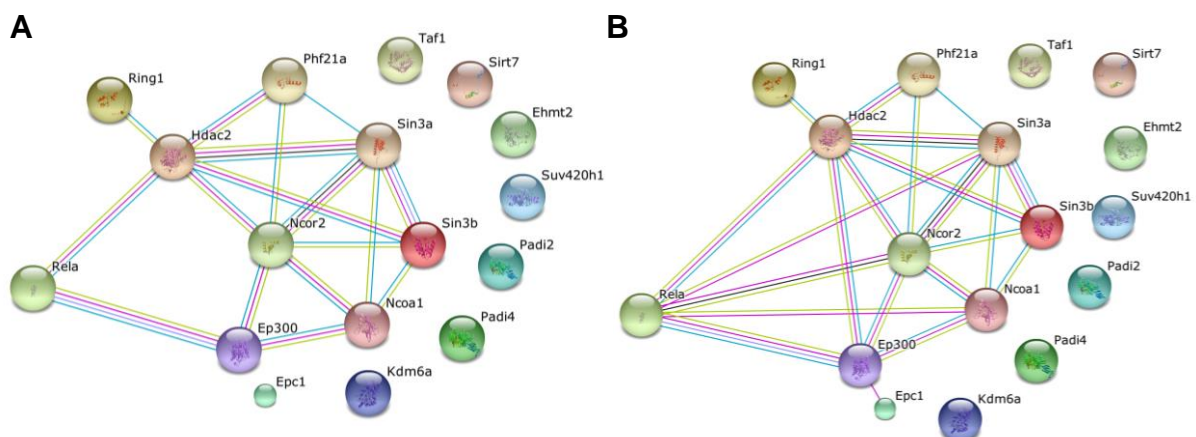 A
Taf1
Phf21a
Sirt7
Ring1
Ehmt2
Hdac2
Sin3a
Suv420h1
Sin3b
Ncor2
Padi2
Rela
Ncoa1
Padi4
Ep300
Kdm6a
Epc1
B
Taf1
Phf21a
Sirt7
Ring1
Ehmt2
Hdac2
Sin3a
Suv420h1
Sin3b
Ncor2
Padi2
Rela
Ncoa1
Padi4
Ep300
Epc1
Kdm6a